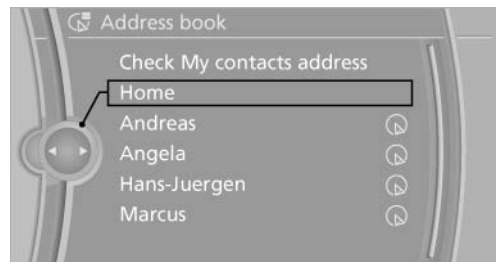 Address book
Check My contacts address
Home
Andreas
Angela
Hans-Juergen
Marcus